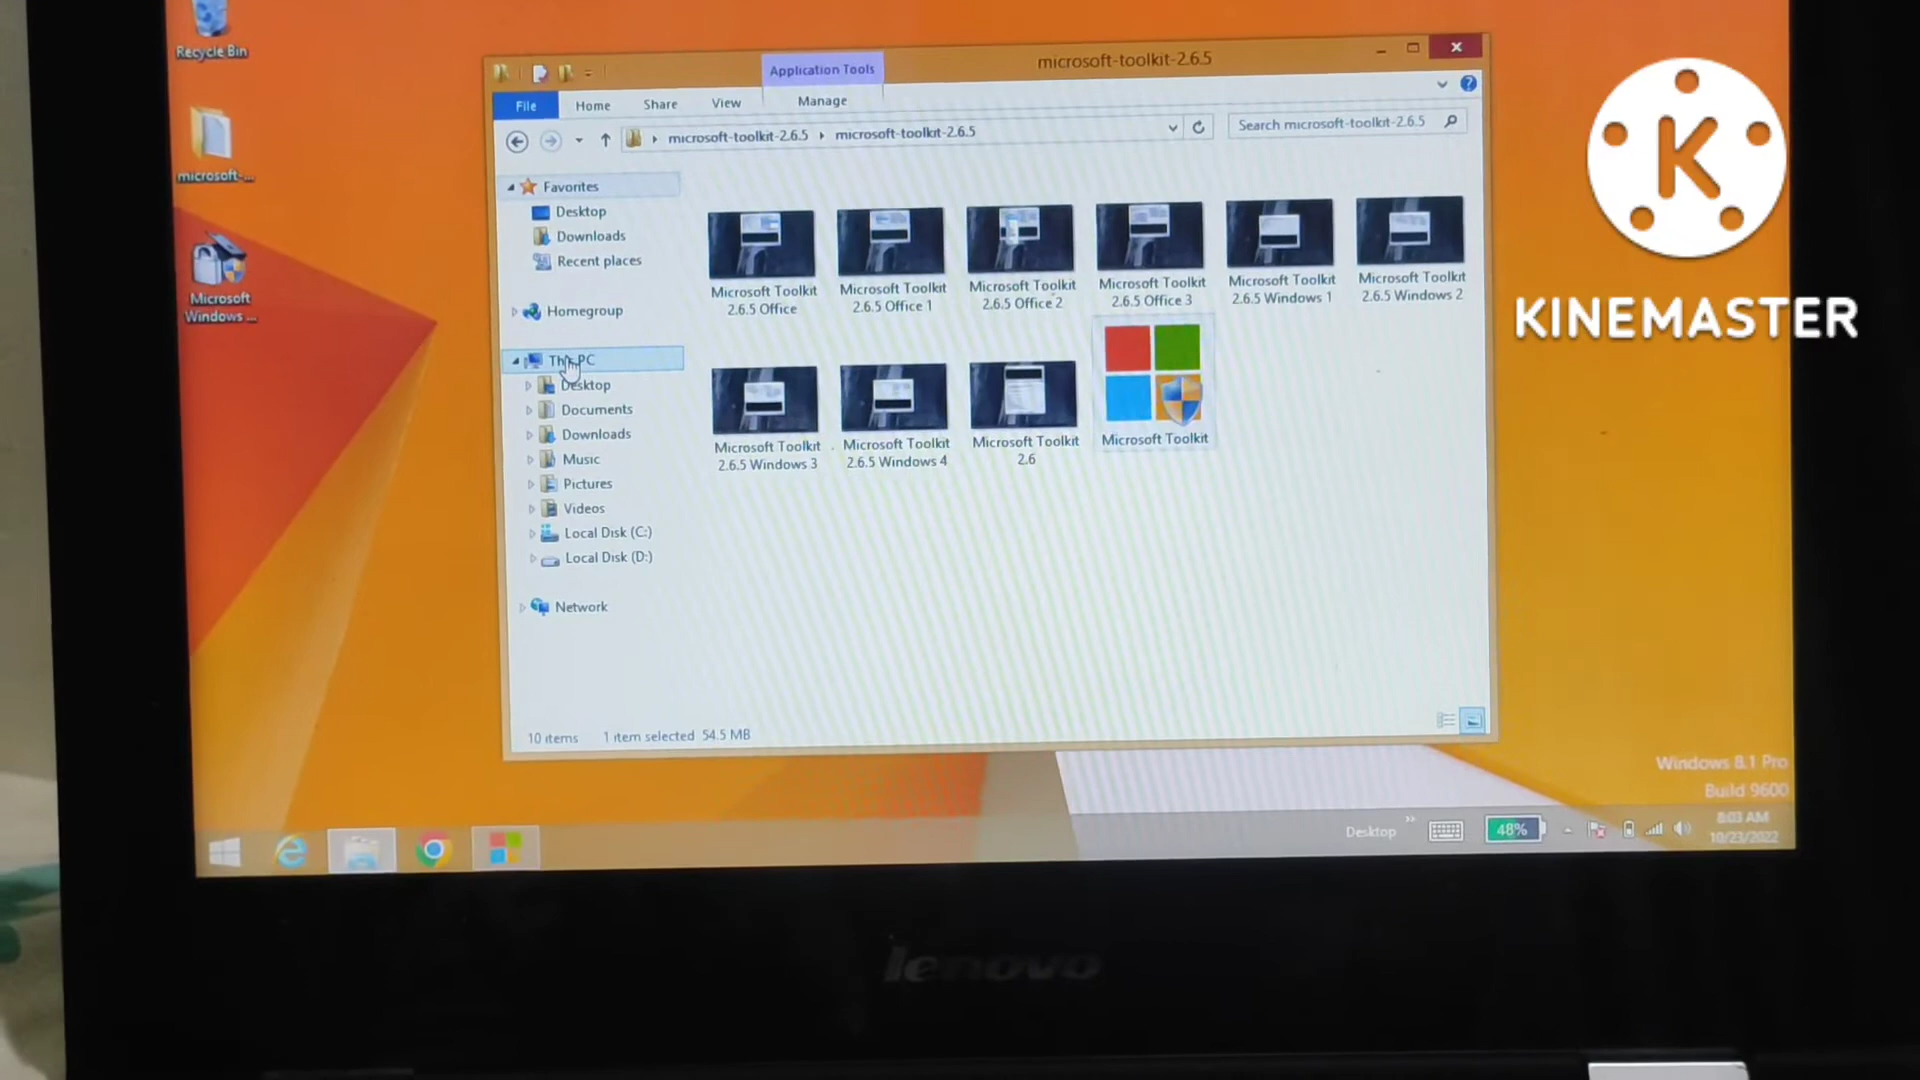 Recycle Bin
microsoft-...
Microsoft
Windows ...
Application Tools
microsoft-toolkit-2.6.5
File
Home
Share
View
Manage
microsoft-toolkit-2.6.5
microsoft-toolkit-2.6.5
Search microsoft-toolkit-2.6.5
Favorites
Desktop
Downloads
Recent places
Homegroup
This PC
Desktop
Documents
Downloads
Music
Pictures
Videos
Local Disk (C:)
Local Disk (D:)
Network
Microsoft Toolkit
2.6.5 Office
Microsoft Toolkit
2.6.5 Office 1
Microsoft Toolkit
2.6.5 Office 2
Microsoft Toolkit
2.6.5 Office 3
Microsoft Toolkit
2.6.5 Windows 1
Microsoft Toolkit
2.6.5 Windows 2
Microsoft Toolkit
2.6.5 Windows 3
Microsoft Toolkit
2.6.5 Windows 4
Microsoft Toolkit
2.6
Microsoft Toolkit
10 items
1 item selected 54.5 MB
K
KINEMASTER
Windows 8.1 Pro
Build 9600
Desktop
48%
8:03 AM
10/23/2022
lenovo